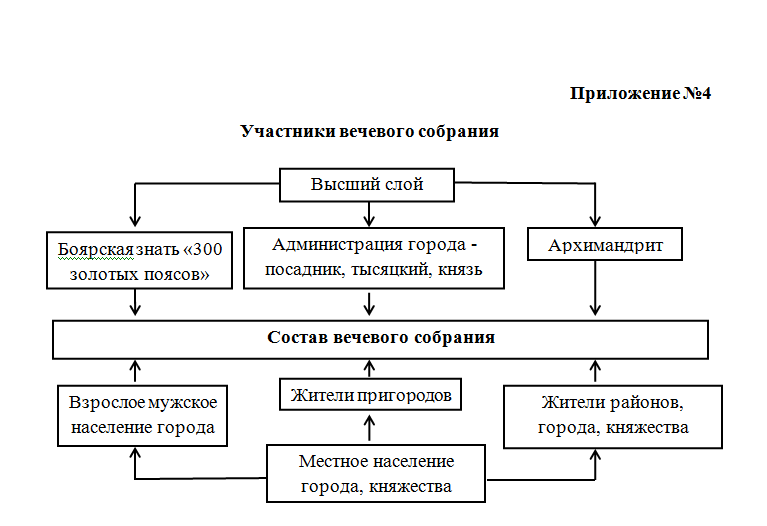 Приложение №4
Участники вечевого собрания
Высший слой
Боярская знать «300
золотых поясов»
Администрация города -
посадник, тысяцкий, князь
Архимандрит
Состав вечевого собрания
Взрослое мужское
население города
Жители пригородов
Жители районов,
города, княжества
Местное население
города, княжества